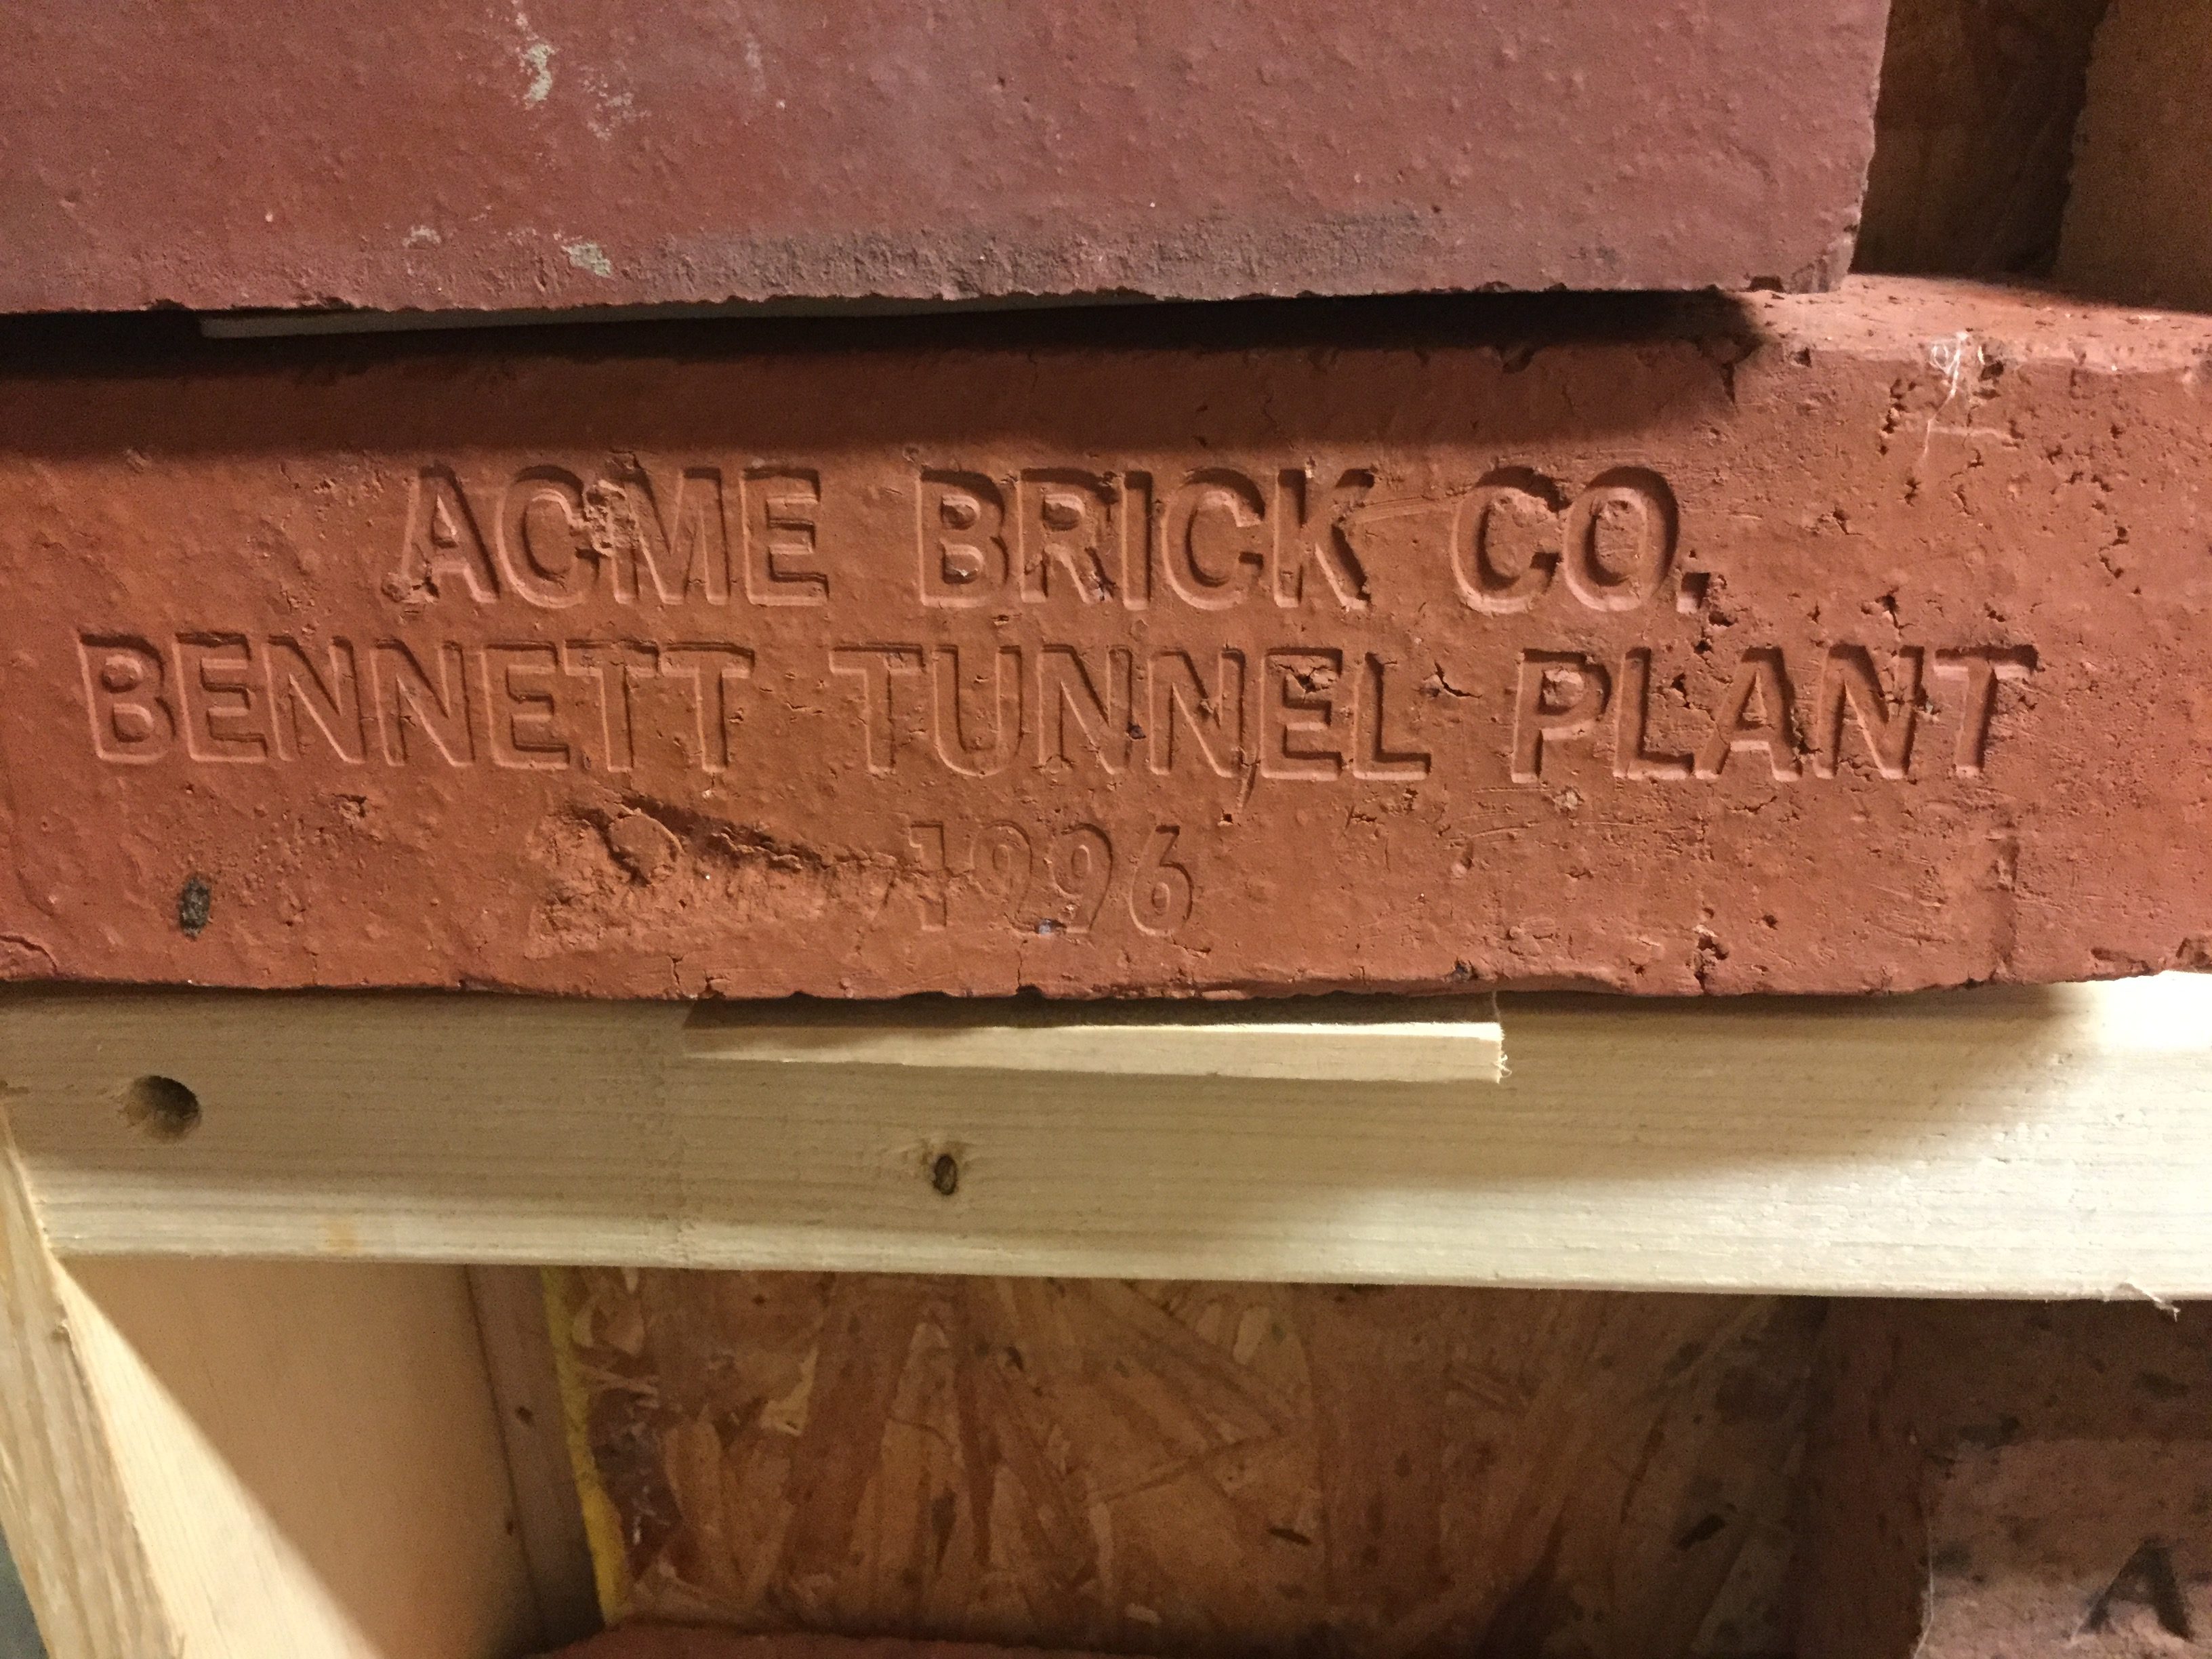 ACME BRICK CO.
BENNETT TUNNEL PLANT
1996
A